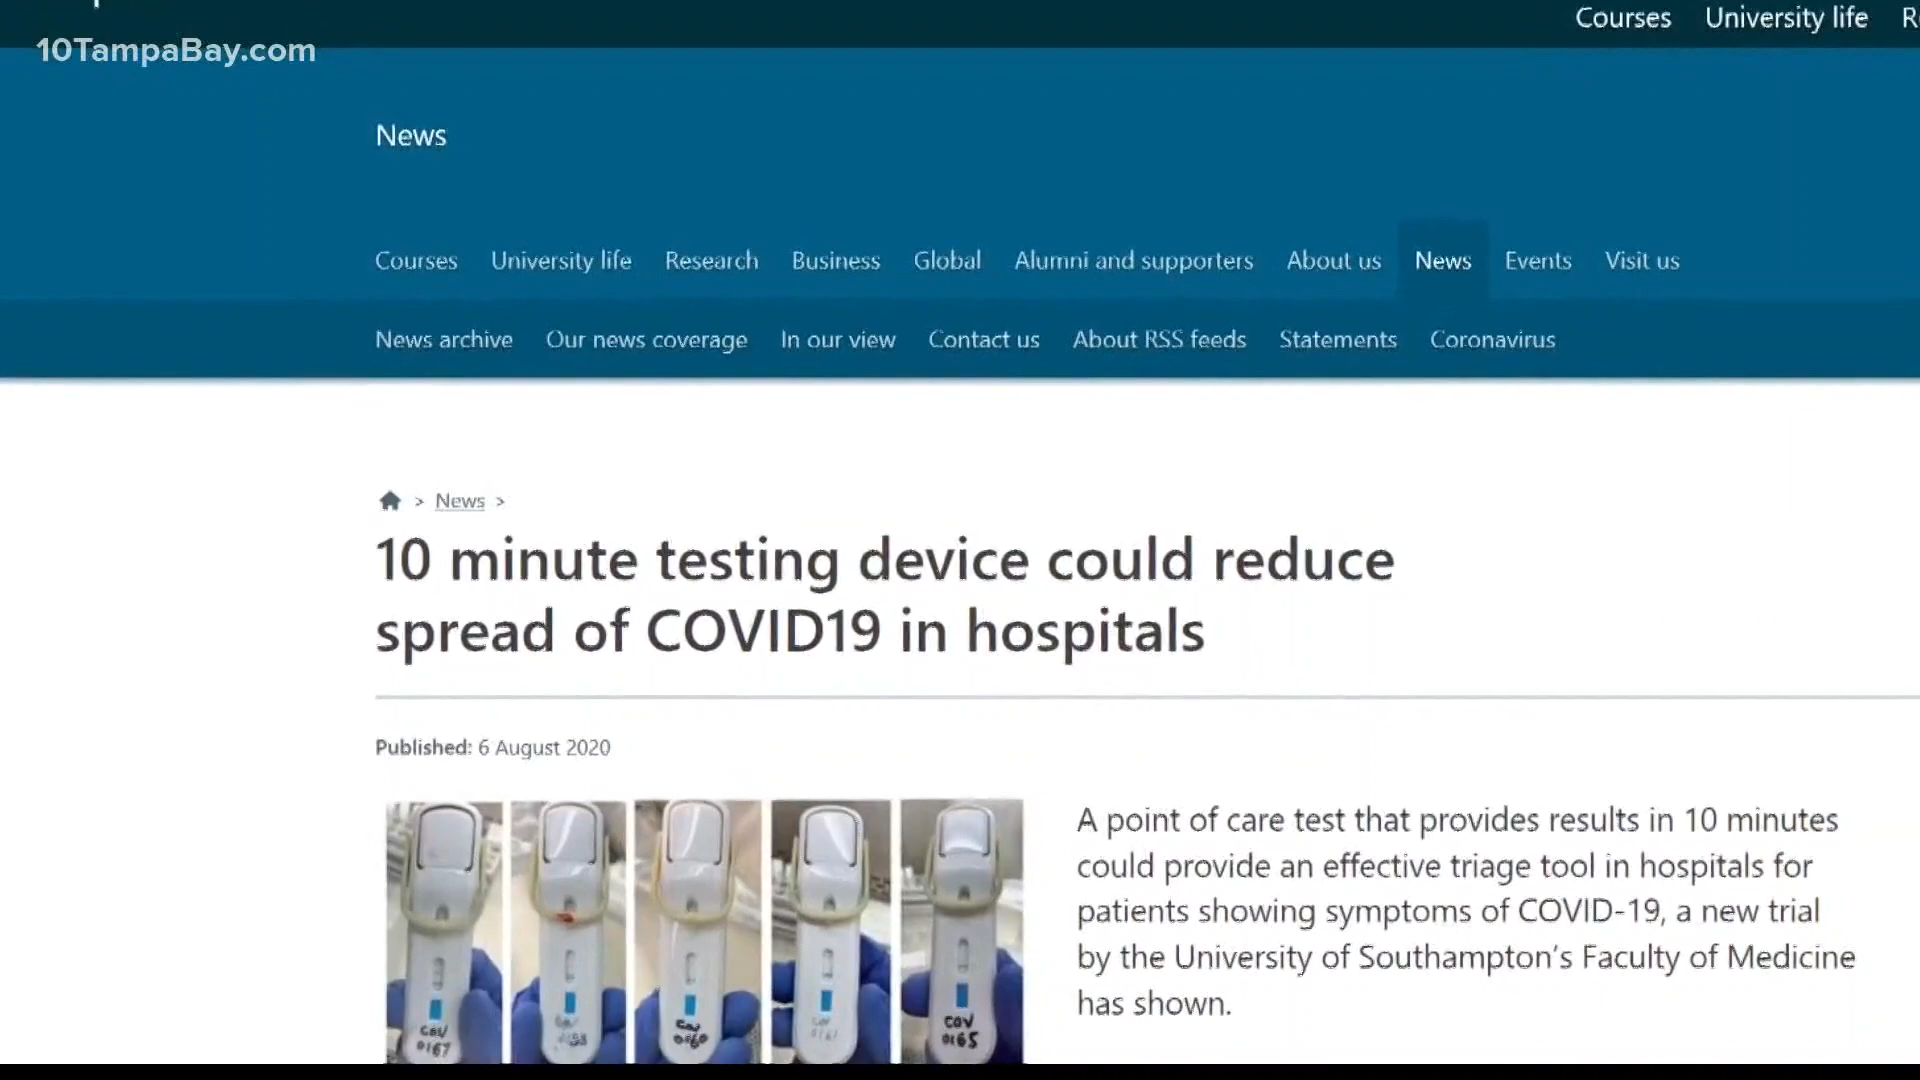 Courses University life
10TampaBay.com
News
Courses University life Research Business Global Alumni and supporters About us News Events Visit us
News archive Our news coverage In our view Contact us About RSS feeds Statements Coronavirus
> News >
10 minute testing device could reduce
spread of COVID19 in hospitals
Published: 6 August 2020
A point of care test that provides results in 10 minutes
could provide an effective triage tool in hospitals for
patients showing symptoms of COVID-19, a new trial
by the University of Southampton's Faculty of Medicine
has shown.
COV
0167
COV
0165